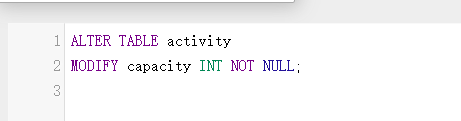 1 ALTER TABLE activity
2 MODIFY capacity INT NOT NULL;
3